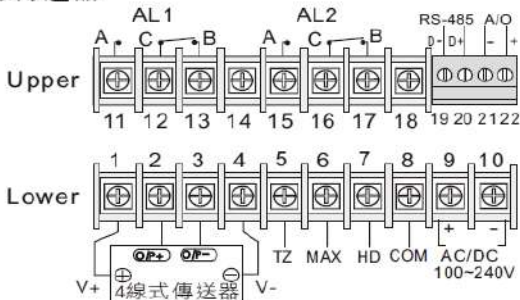 AL1 AL2 RS-485 A/O
A C B A C B D- D+ - +
Upper
11 12 13 14 15 16 17 18 19 20 21 22
1 2 3 4 5 6 7 8 9 10
Lower
O/P+ O/P- TZ MAX HD COM + -
AC/DC
V+ 4線式傳送器 V- 100~240V